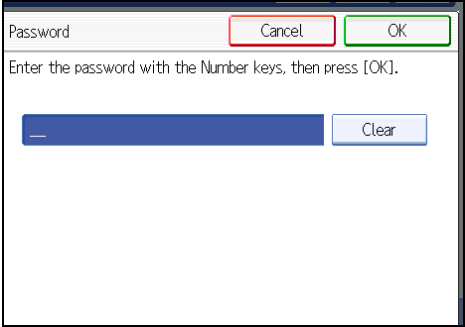 Password Cancel OK
Enter the password with the Number keys, then press [OK].
Clear